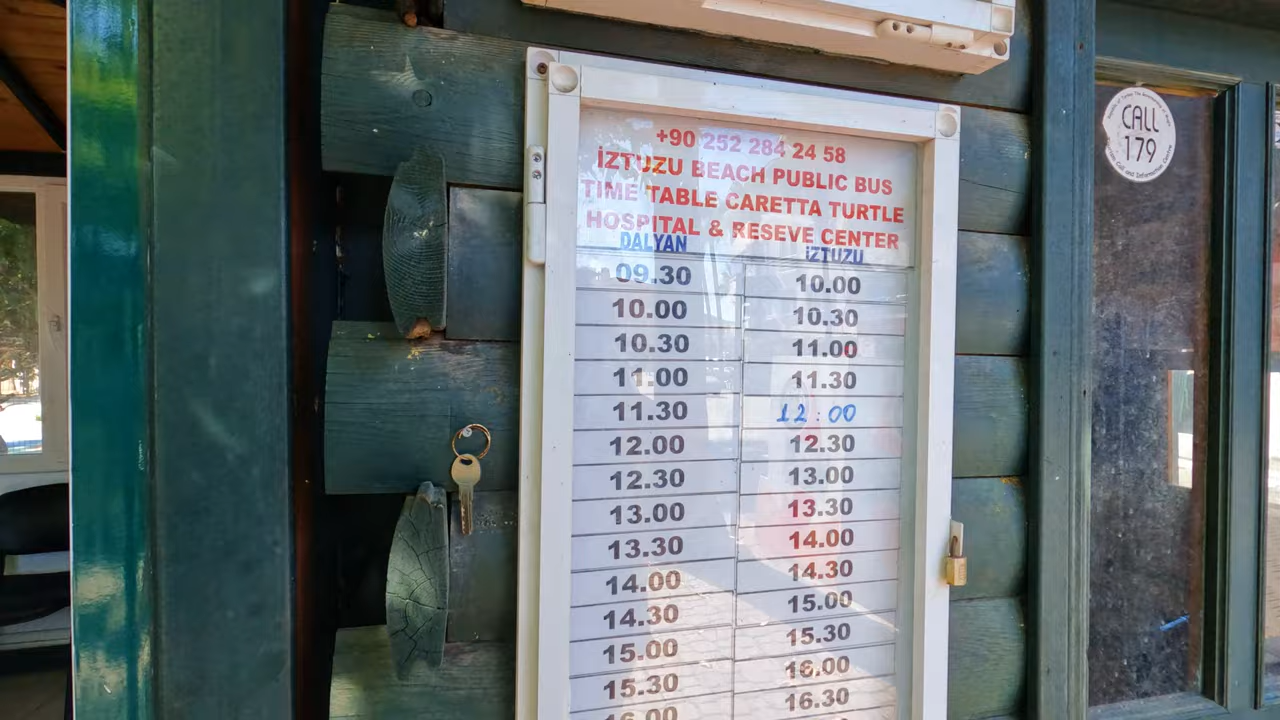 +90 252 284 24 58
İZTUZU BEACH PUBLIC BUS
TIME TABLE CARETTA TURTLE
HOSPITAL & RESEVE CENTER
DALYAN İZTUZU
09.30 10.00
10.00 10.30
10.30 11.00
11.00 11.30
11.30 12:00
12.00 12.30
12.30 13.00
13.00 13.30
13.30 14.00
14.00 14.30
14.30 15.00
15.00 15.30
15.30 16.00
16.00 16.30
CALL
179